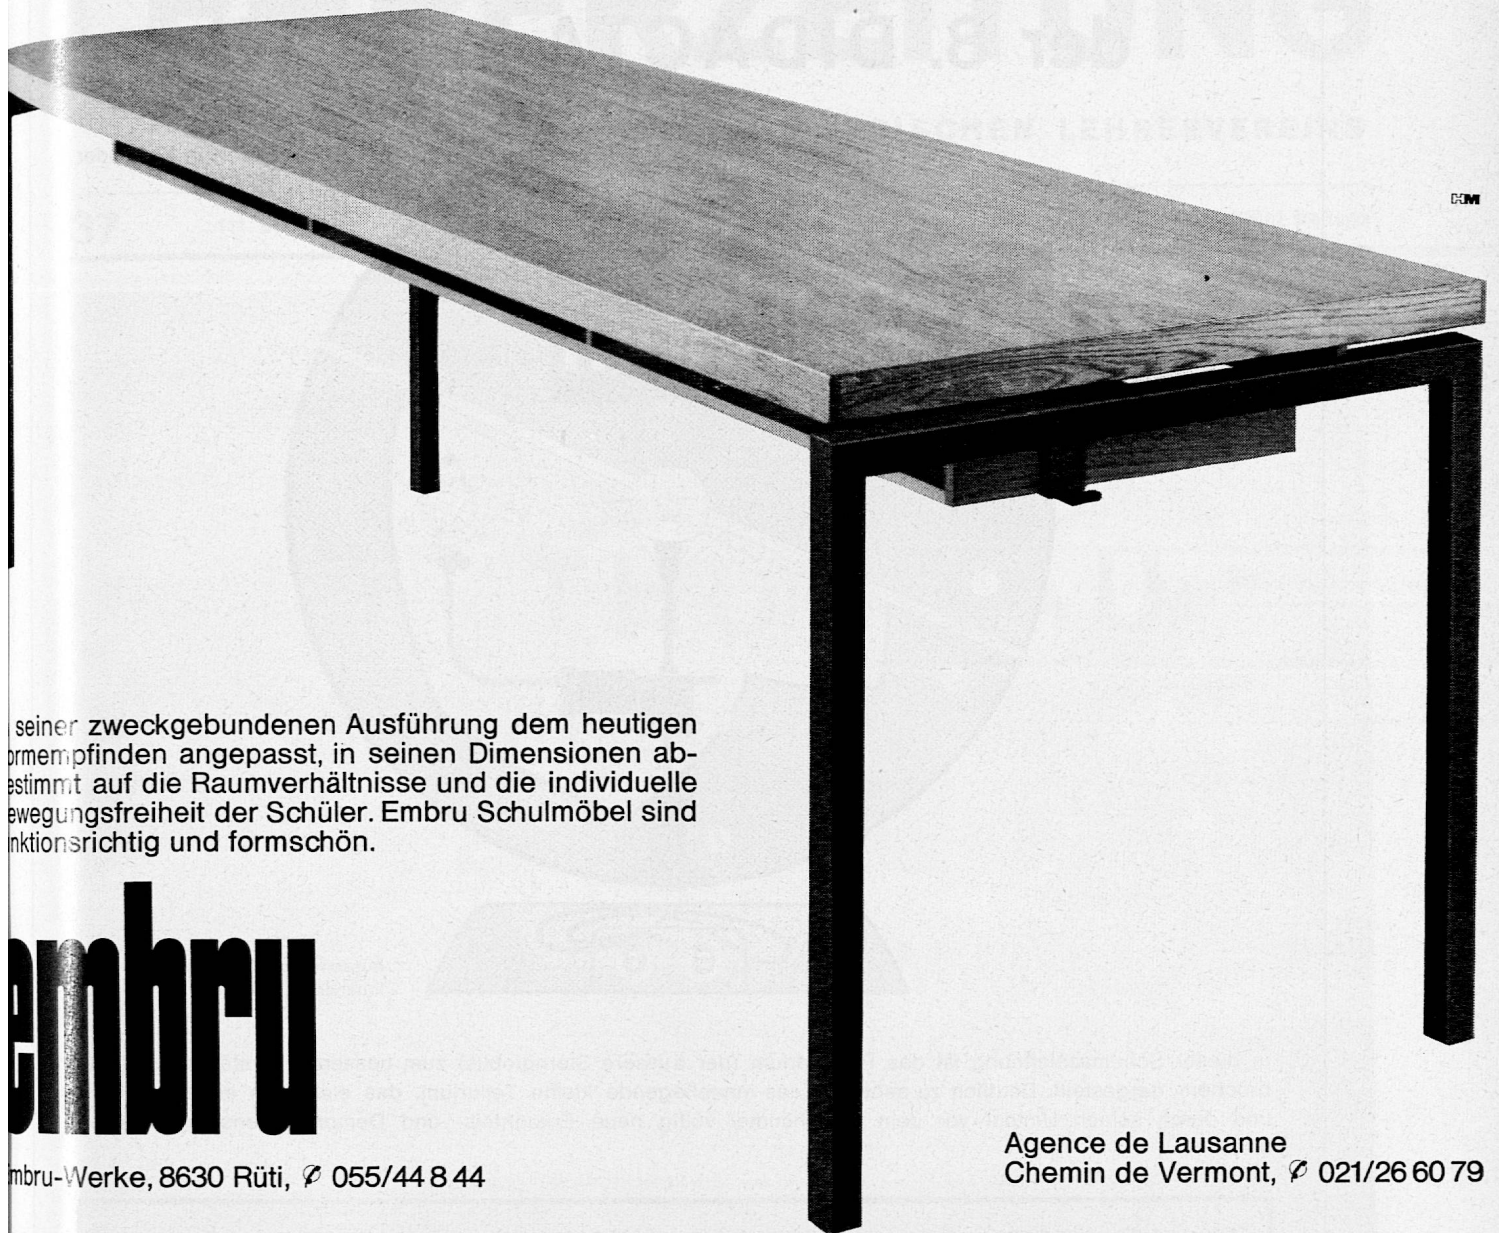 HM
seiner zweckgebundenen Ausführung dem heutigen
ormempfinden angepasst, in seinen Dimensionen ab-
estimmt auf die Raumverhältnisse und die individuelle
ewegungsfreiheit der Schüler. Embru Schulmöbel sind
nktionsrichtig und formschön.
embru
mbru-Werke, 8630 Rüti, ✆ 055/44 8 44
Agence de Lausanne
Chemin de Vermont, ✆ 021/26 60 79